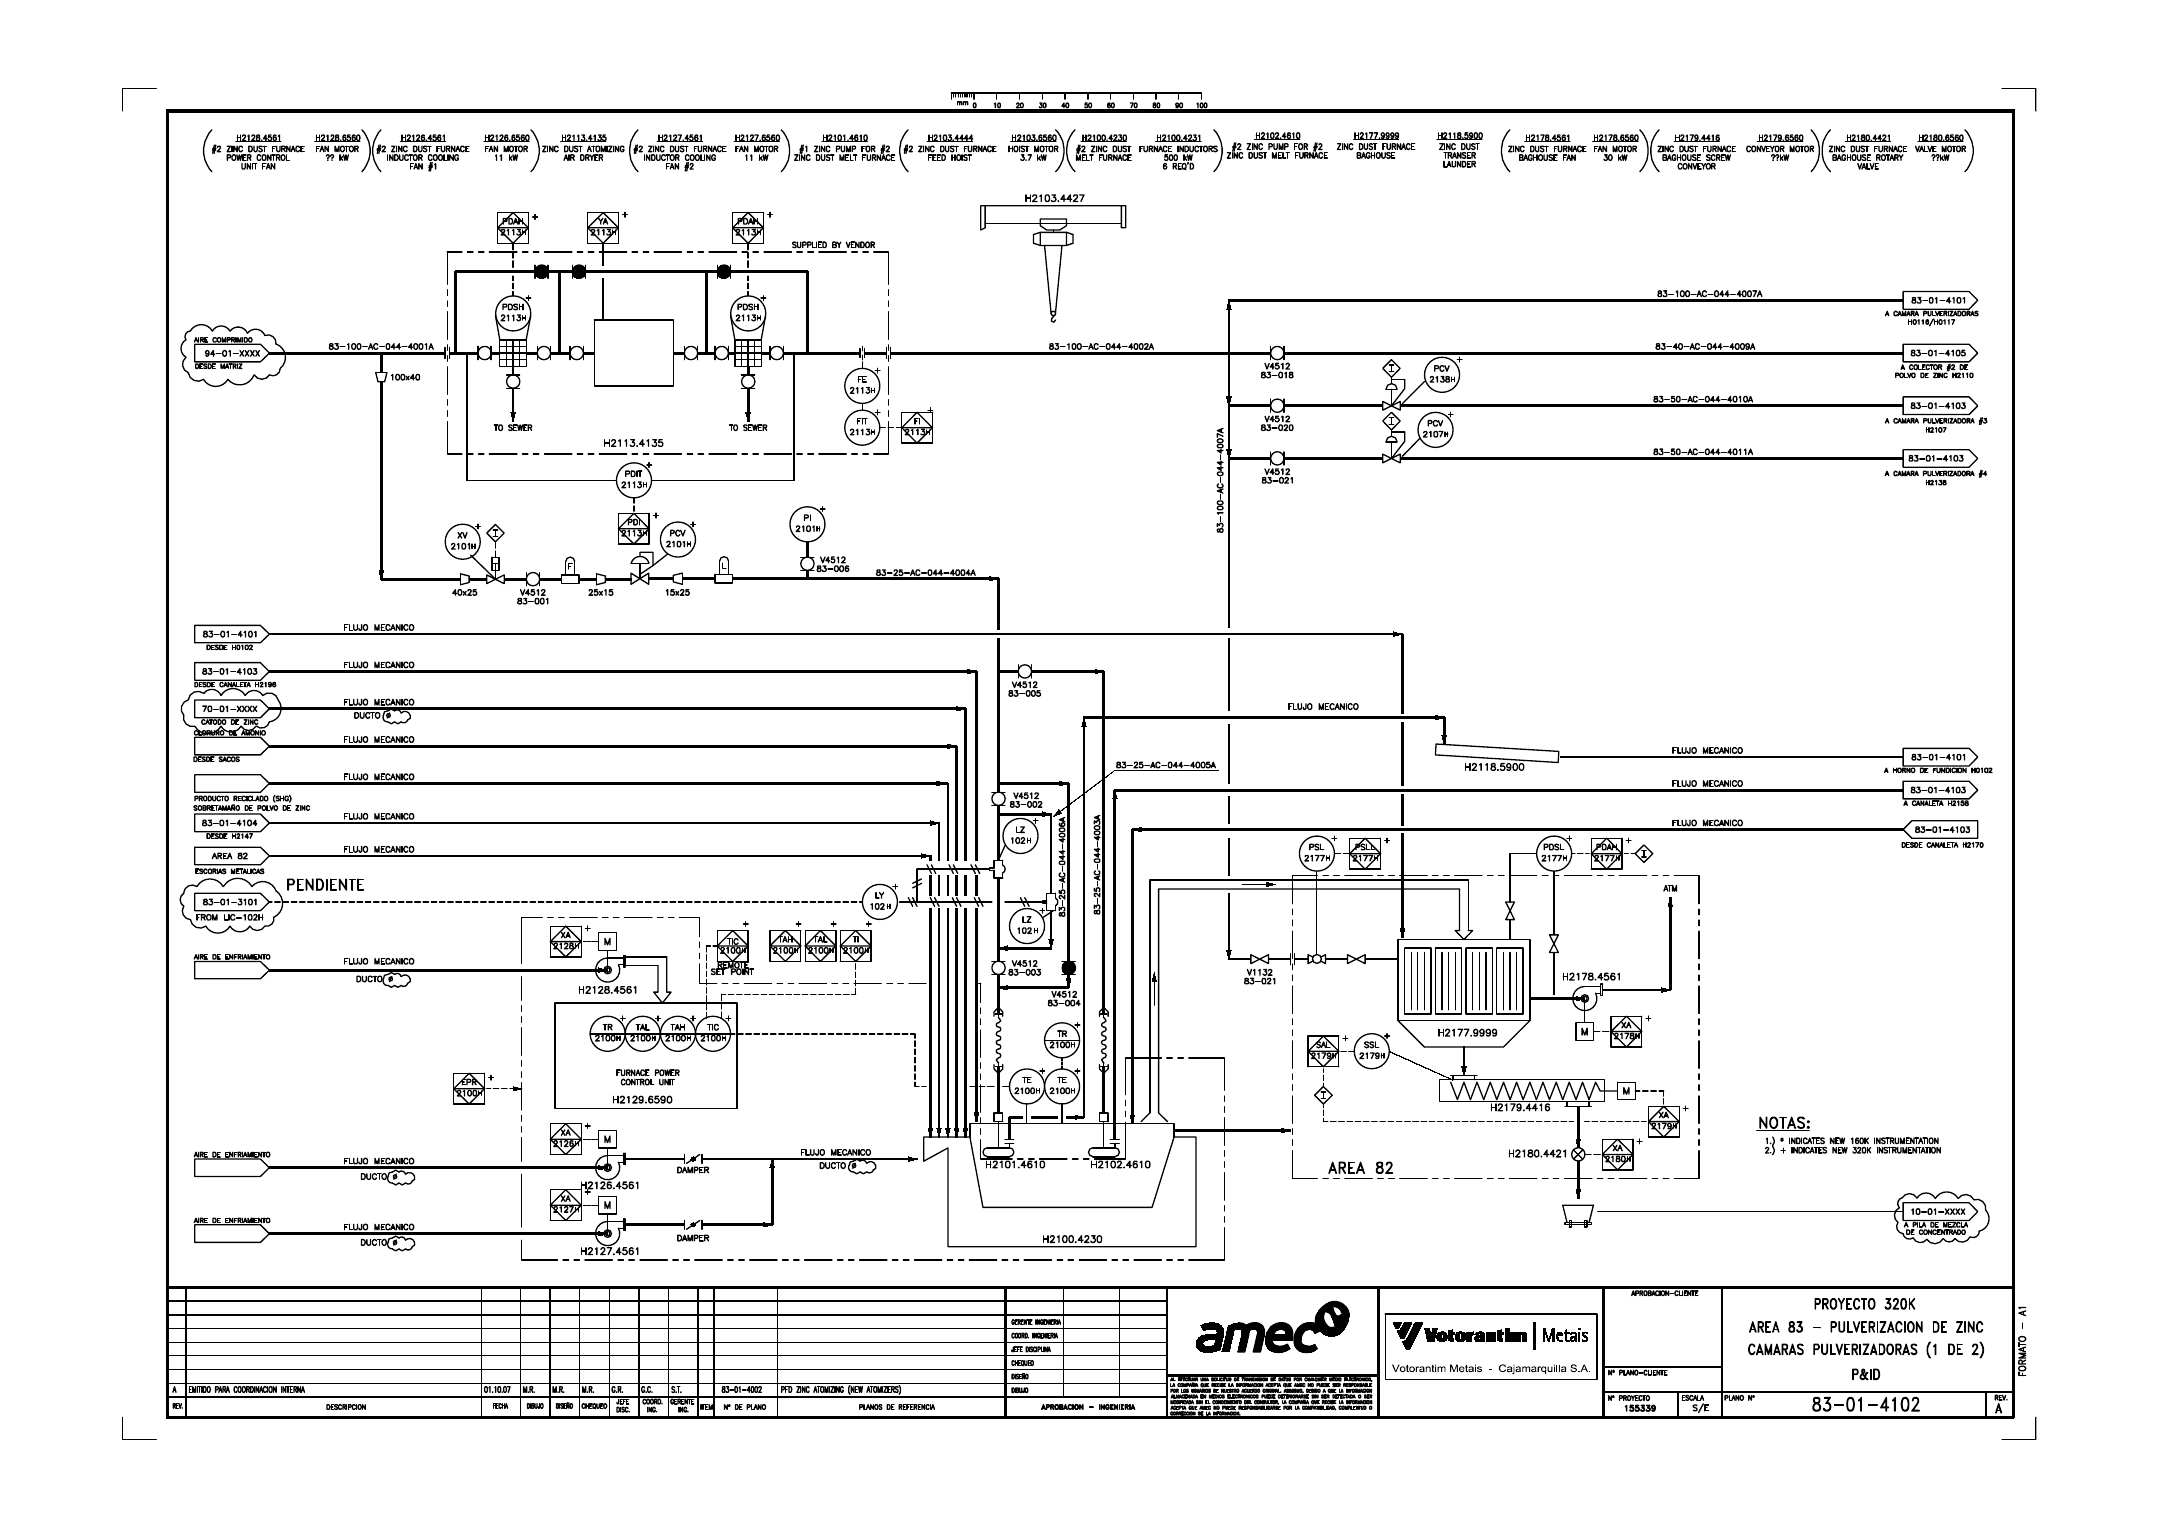 mm 0 10 20 30 40 50 60 70 80 90 100
H2128.4561
#2 ZINC DUST FURNACE
POWER CONTROL
UNIT FAN
H2128.6560
FAN MOTOR
?? kW
H2126.4561
#2 ZINC DUST FURNACE
INDUCTOR COOLING
FAN #1
H2126.6560
FAN MOTOR
11 kW
H2113.4135
ZINC DUST ATOMIZING
AIR DRYER
H2127.4561
#2 ZINC DUST FURNACE
INDUCTOR COOLING
FAN #2
H2127.6560
FAN MOTOR
11 kW
H2101.4610
#1 ZINC PUMP FOR #2
ZINC DUST MELT FURNACE
H2103.4444
#2 ZINC DUST FURNACE
FEED HOIST
H2103.6560
HOIST MOTOR
3.7 kW
H2100.4230
#2 ZINC DUST
MELT FURNACE
H2100.4231
FURNACE INDUCTORS
500 kW
6 REQ'D
H2102.4610
#2 ZINC PUMP FOR #2
ZINC DUST MELT FURNACE
H2177.9999
ZINC DUST FURNACE
BAGHOUSE
H2118.5900
ZINC DUST
TRANSER
LAUNDER
H2178.4561
ZINC DUST FURNACE
BAGHOUSE FAN
H2178.6560
FAN MOTOR
30 kW
H2179.4416
ZINC DUST FURNACE
BAGHOUSE SCREW
CONVEYOR
H2179.6560
CONVEYOR MOTOR
??kW
H2180.4421
ZINC DUST FURNACE
BAGHOUSE ROTARY
VALVE
H2180.6560
VALVE MOTOR
??kW
H2103.4427
PDAH
2113H
+
YA
2113H
+
PDAH
2113H
+
SUPPLIED BY VENDOR
PDSH
2113H
+
PDSH
2113H
+
AIRE COMPRIMIDO
94-01-XXXX
DESDE MATRIZ
83-100-AC-044-4001A
100x40
TO SEWER
TO SEWER
H2113.4135
FE
2113H
+
FIT
2113H
+
FI
2113H
+
PDIT
2113H
+
PDI
2113H
+
83-100-AC-044-4002A
83-100-AC-044-4007A
83-01-4101
A CAMARA PULVERIZADORAS
H0116/H0117
V4512
83-018
83-40-AC-044-4009A
83-01-4105
A COLECTOR #2 DE
POLVO DE ZINC H2110
I
PCV
2138H
+
V4512
83-020
83-50-AC-044-4010A
83-01-4103
A CAMARA PULVERIZADORA #3
H2107
I
PCV
2107H
+
V4512
83-021
83-50-AC-044-4011A
83-01-4103
A CAMARA PULVERIZADORA #4
H2138
83-100-AC-044-4007A
XV
2101H
+
I
PCV
2101H
+
PI
2101H
+
V4512
83-006
F
L
40x25
V4512
83-001
25x15
15x25
83-25-AC-044-4004A
83-01-4101
DESDE H0102
FLUJO MECANICO
83-01-4103
DESDE CANALETA H2196
FLUJO MECANICO
70-01-XXXX
CATODO DE ZINC
FLUJO MECANICO
DUCTO ø
CLORURO DE AMONIO
DESDE SACOS
FLUJO MECANICO
PRODUCTO RECICLADO (SHG)
SOBRETAMAÑO DE POLVO DE ZINC
FLUJO MECANICO
83-01-4104
DESDE H2147
FLUJO MECANICO
AREA 82
ESCORIAS METALICAS
FLUJO MECANICO
83-01-3101
FROM LIC-102H
PENDIENTE
LY
102H
+
V4512
83-005
V4512
83-002
83-25-AC-044-4005A
LZ
102H
+
LZ
102H
+
83-25-AC-044-4006A
83-25-AC-044-4003A
V4512
83-003
V4512
83-004
FLUJO MECANICO
H2118.5900
FLUJO MECANICO
83-01-4101
A HORNO DE FUNDICION H0102
FLUJO MECANICO
83-01-4103
A CANALETA H2158
FLUJO MECANICO
83-01-4103
DESDE CANALETA H2170
AIRE DE ENFRIAMIENTO
FLUJO MECANICO
DUCTO ø
XA
2128H
+
M
H2128.4561
TIC
2100H
+
REMOTE
SET POINT
TAH
2100H
+
TAL
2100H
+
TI
2100H
+
TR
2100H
+
TAL
2100H
+
TAH
2100H
+
TIC
2100H
+
FURNACE POWER
CONTROL UNIT
H2129.6590
EPR
2100H
+
TR
2100H
+
TE
2100H
+
TE
2100H
+
AIRE DE ENFRIAMIENTO
FLUJO MECANICO
DUCTO ø
XA
2126H
+
M
H2126.4561
DAMPER
FLUJO MECANICO
DUCTO ø
AIRE DE ENFRIAMIENTO
FLUJO MECANICO
DUCTO ø
XA
2127H
+
M
H2127.4561
DAMPER
H2101.4610
H2102.4610
H2100.4230
PSL
2177H
+
PSLL
2177H
+
PDSL
2177H
+
PDAH
2177H
+
I
ATM
V1132
83-021
H2177.9999
H2178.4561
M
XA
2178H
+
SAL
2179H
+
SSL
2179H
+
I
H2179.4416
M
XA
2179H
+
H2180.4421
XA
2180H
+
AREA 82
NOTAS:
1.) * INDICATES NEW 160K INSTRUMENTATION
2.) + INDICATES NEW 320K INSTRUMENTATION
10-01-XXXX
A PILA DE MEZCLA
DE CONCENTRADO
A EMITIDO PARA COORDINACION INTERNA 01.10.07 M.R. M.R. M.R. G.R. G.C. S.T. 83-01-4002 PFD ZINC ATOMIZING (NEW ATOMIZERS)
REV. DESCRIPCION FECHA DIBUJO DISEÑO CHEQUEO JEFE DISC. COORD. ING. GERENTE ING. ITEM N° DE PLANO PLANOS DE REFERENCIA
GERENTE INGENIERIA
COORD. INGENIERIA
JEFE DISCIPLINA
CHEQUEO
DISEÑO
DIBUJO
APROBACION - INGENIERIA
amec
Votorantim | Metais
Votorantim Metais - Cajamarquilla S.A.
APROBACION-CLIENTE
N° PLANO-CLIENTE
N° PROYECTO
155339
ESCALA
S/E
PROYECTO 320K
AREA 83 - PULVERIZACION DE ZINC
CAMARAS PULVERIZADORAS (1 DE 2)
P&ID
PLANO N°
83-01-4102
REV.
A
FORMATO - A1